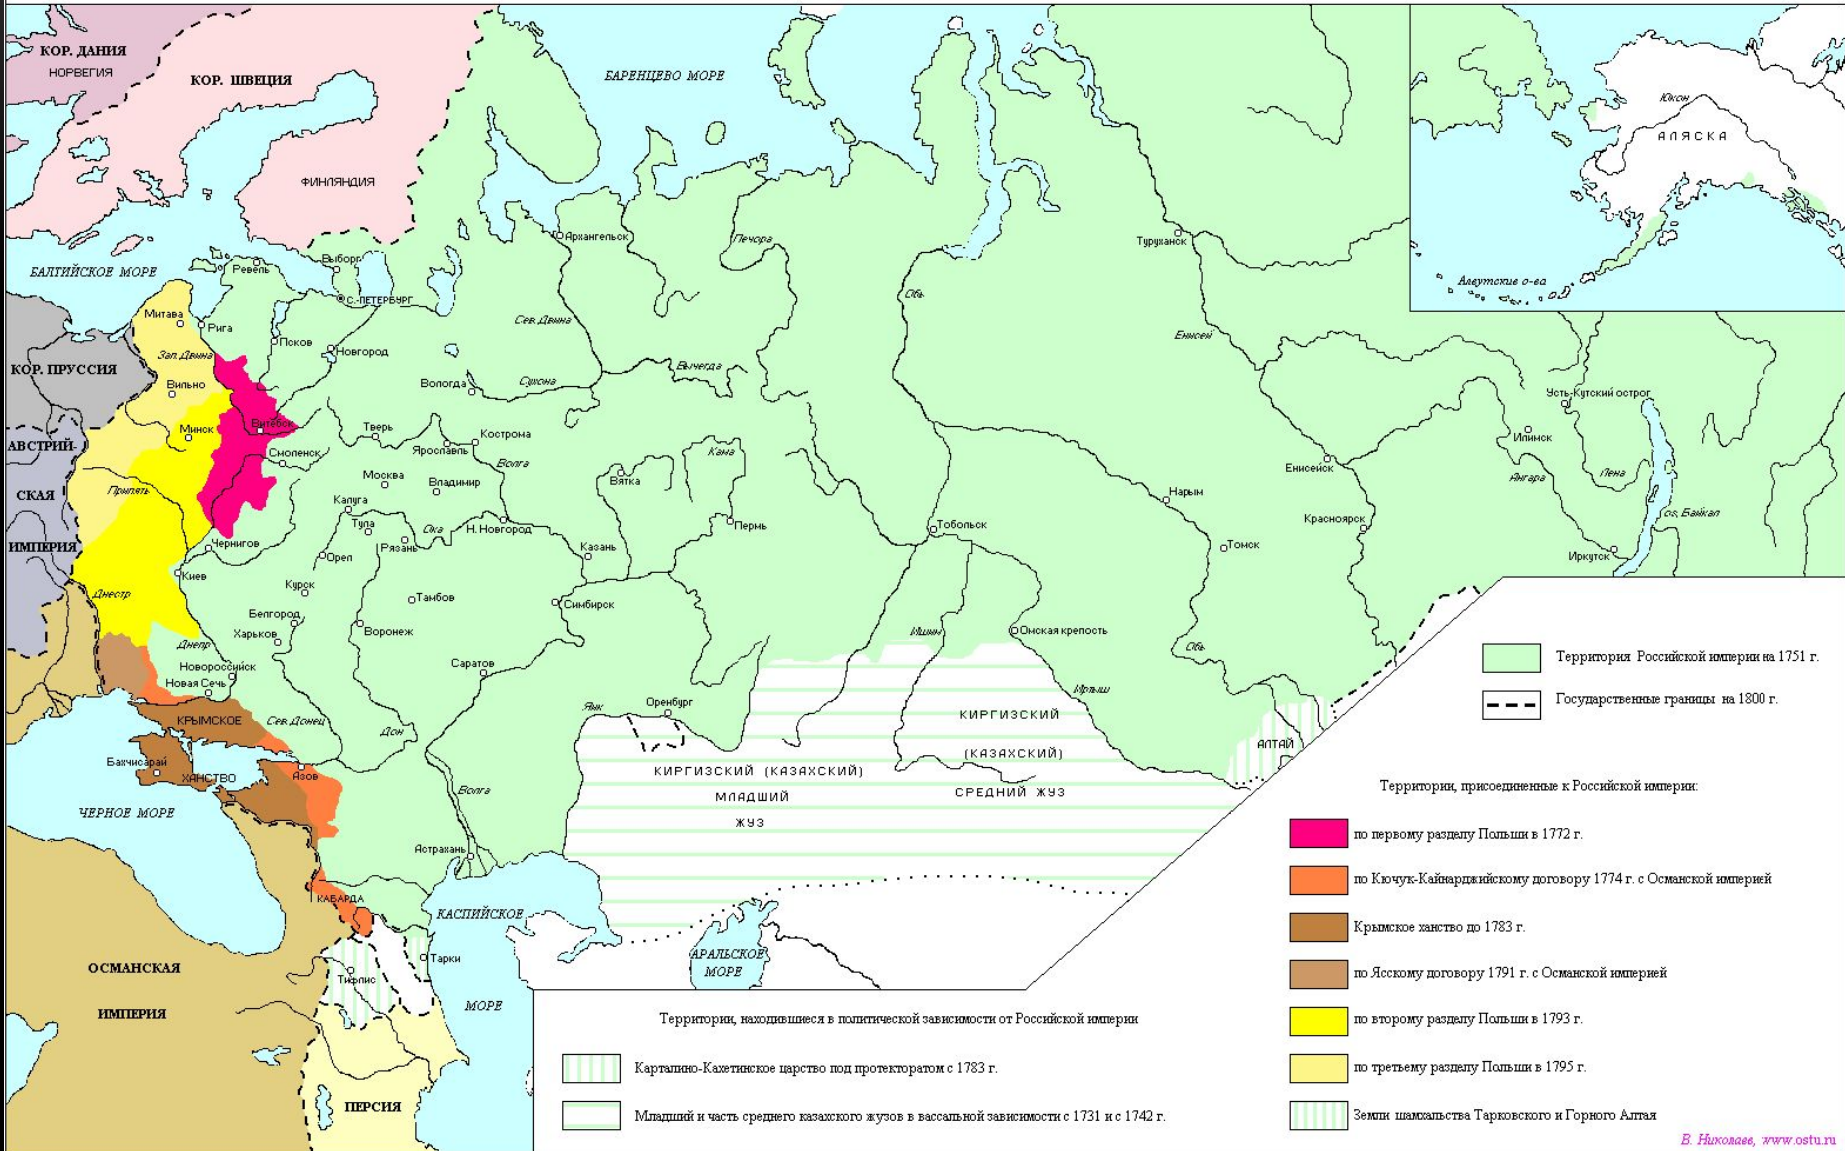 КОР. ДАНИЯ
НОРВЕГИЯ
КОР. ШВЕЦИЯ
БАРЕНЦЕВО МОРЕ
Юкон
АЛЯСКА
ФИНЛЯНДИЯ
Архангельск
Печора
Туруханск
Выборг
Ревель
БАЛТИЙСКОЕ МОРЕ
Алеутские о-ва
С.-ПЕТЕРБУРГ
Обь
Митава
Рига
Сев. Двина
Енисей
Псков
Новгород
Зап. Двина
КОР. ПРУССИЯ
Вычегда
Вильно
Вологда
Сухона
Усть-Кутский острог
Витебск
Минск
Тверь
Кострома
Илимск
АВСТРИЙ-
Ярославль
Смоленск
Волга
Кама
Енисейск
Москва
Владимир
Вятка
Лена
Ангара
СКАЯ
Припять
Калуга
Нарым
оз. Байкал
Тула
Ока
Н. Новгород
Пермь
Тобольск
Красноярск
ИМПЕРИЯ
Чернигов
Рязань
Казань
Томск
Орел
Иркутск
Киев
Курск
Днестр
Тамбов
Симбирск
Белгород
Харьков
Воронеж
Ишим
Омская крепость
Днепр
Обь
Новороссийск
Саратов
Новая Сечь
Иртыш
Яик
Оренбург
КРЫМСКОЕ
Сев. Донец
Дон
КИРГИЗСКИЙ
АЛТАЙ
(КАЗАХСКИЙ)
Бахчисарай
ХАНСТВО
Азов
КИРГИЗСКИЙ (КАЗАХСКИЙ)
Волга
МЛАДШИЙ
СРЕДНИЙ ЖУЗ
ЧЕРНОЕ МОРЕ
ЖУЗ
Астрахань
КАБАРДА
КАСПИЙСКОЕ
АРАЛЬСКОЕ
МОРЕ
Тарки
ОСМАНСКАЯ
Тифлис
ИМПЕРИЯ
МОРЕ
ПЕРСИЯ
Территория Российской империи на 1751 г.
Государственные границы на 1800 г.
Территории, присоединенные к Российской империи:
по первому разделу Польши в 1772 г.
по Кючук-Кайнарджийскому договору 1774 г. с Османской империей
Крымское ханство до 1783 г.
по Ясскому договору 1791 г. с Османской империей
по второму разделу Польши в 1793 г.
по третьему разделу Польши в 1795 г.
Земли шамхальства Тарковского и Горного Алтая
Территории, находившиеся в политической зависимости от Российской империи
Карталино-Кахетинское царство под протекторатом с 1783 г.
Младший и часть среднего казахского жузов в вассальной зависимости с 1731 и с 1742 г.
В. Николаев, www.ostu.ru